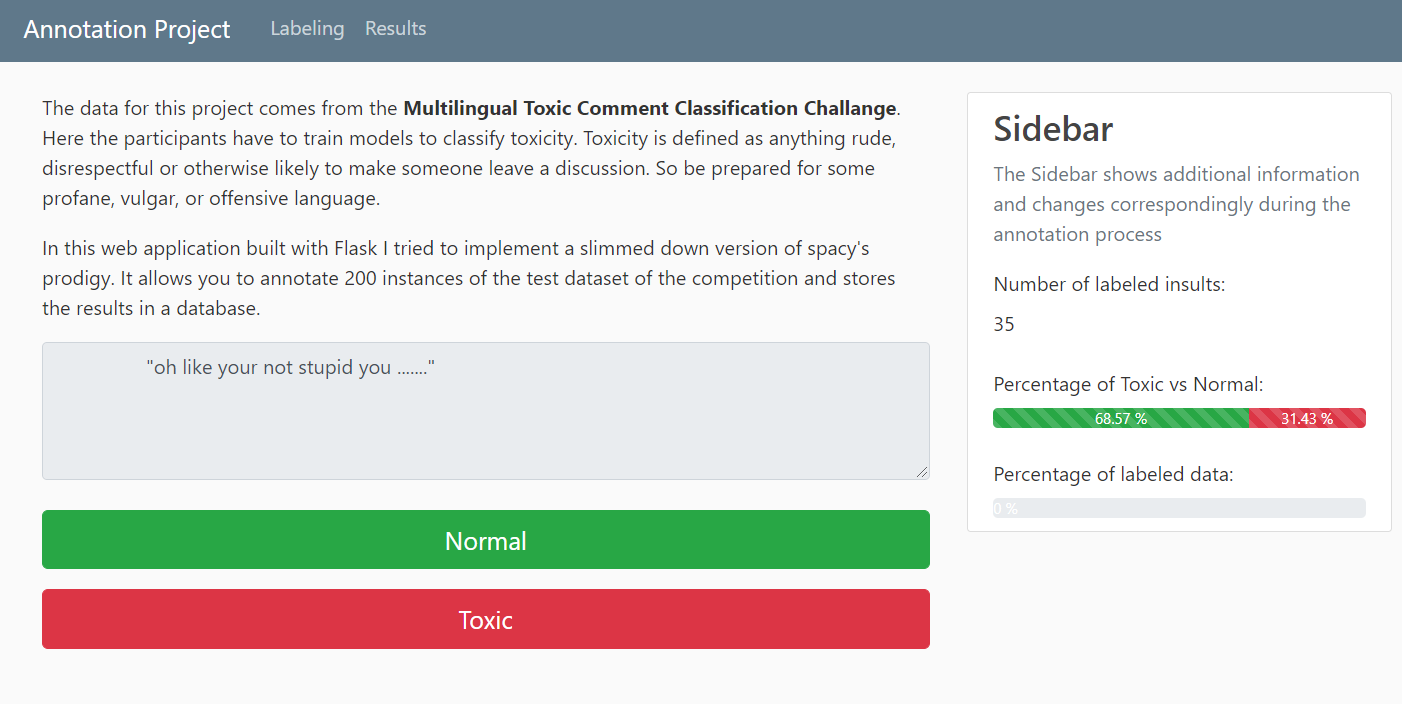 Annotation Project Labeling Results
The data for this project comes from the Multilingual Toxic Comment Classification Challange.
Here the participants have to train models to classify toxicity. Toxicity is defined as anything rude,
disrespectful or otherwise likely to make someone leave a discussion. So be prepared for some
profane, vulgar, or offensive language.
In this web application built with Flask I tried to implement a slimmed down version of spacy's
prodigy. It allows you to annotate 200 instances of the test dataset of the competition and stores
the results in a database.
"oh like your not stupid you ......."
Normal
Toxic
Sidebar
The Sidebar shows additional information
and changes correspondingly during the
annotation process
Number of labeled insults:
35
Percentage of Toxic vs Normal:
68.57 % 31.43 %
Percentage of labeled data:
0 %